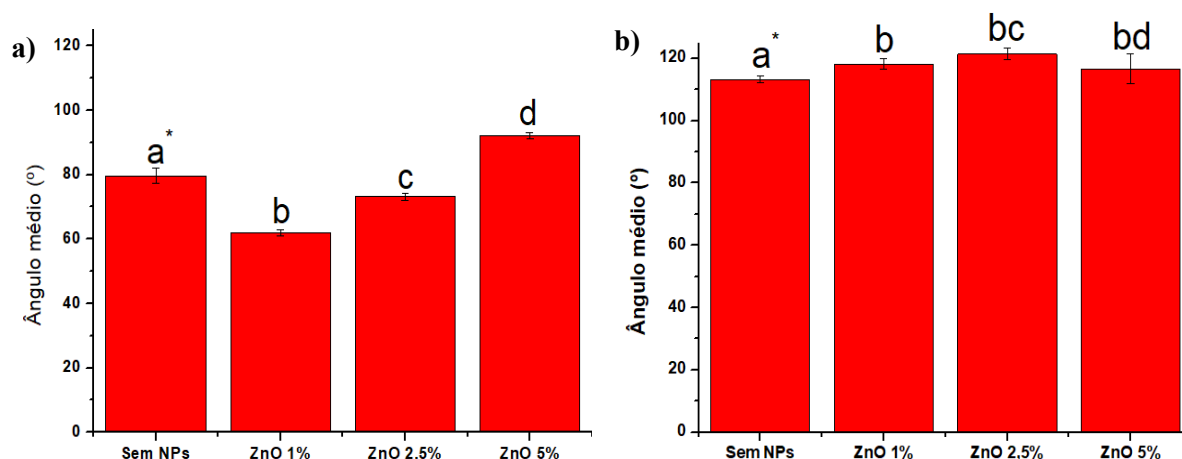 a)
120
100
80
60
40
20
0
Ângulo médio (º)
a*
b
c
d
Sem NPs ZnO 1% ZnO 2.5% ZnO 5%
b)
120
100
80
60
40
20
0
Ângulo médio (º)
a*
b
bc
bd
Sem NPs ZnO 1% ZnO 2,5% ZnO 5%